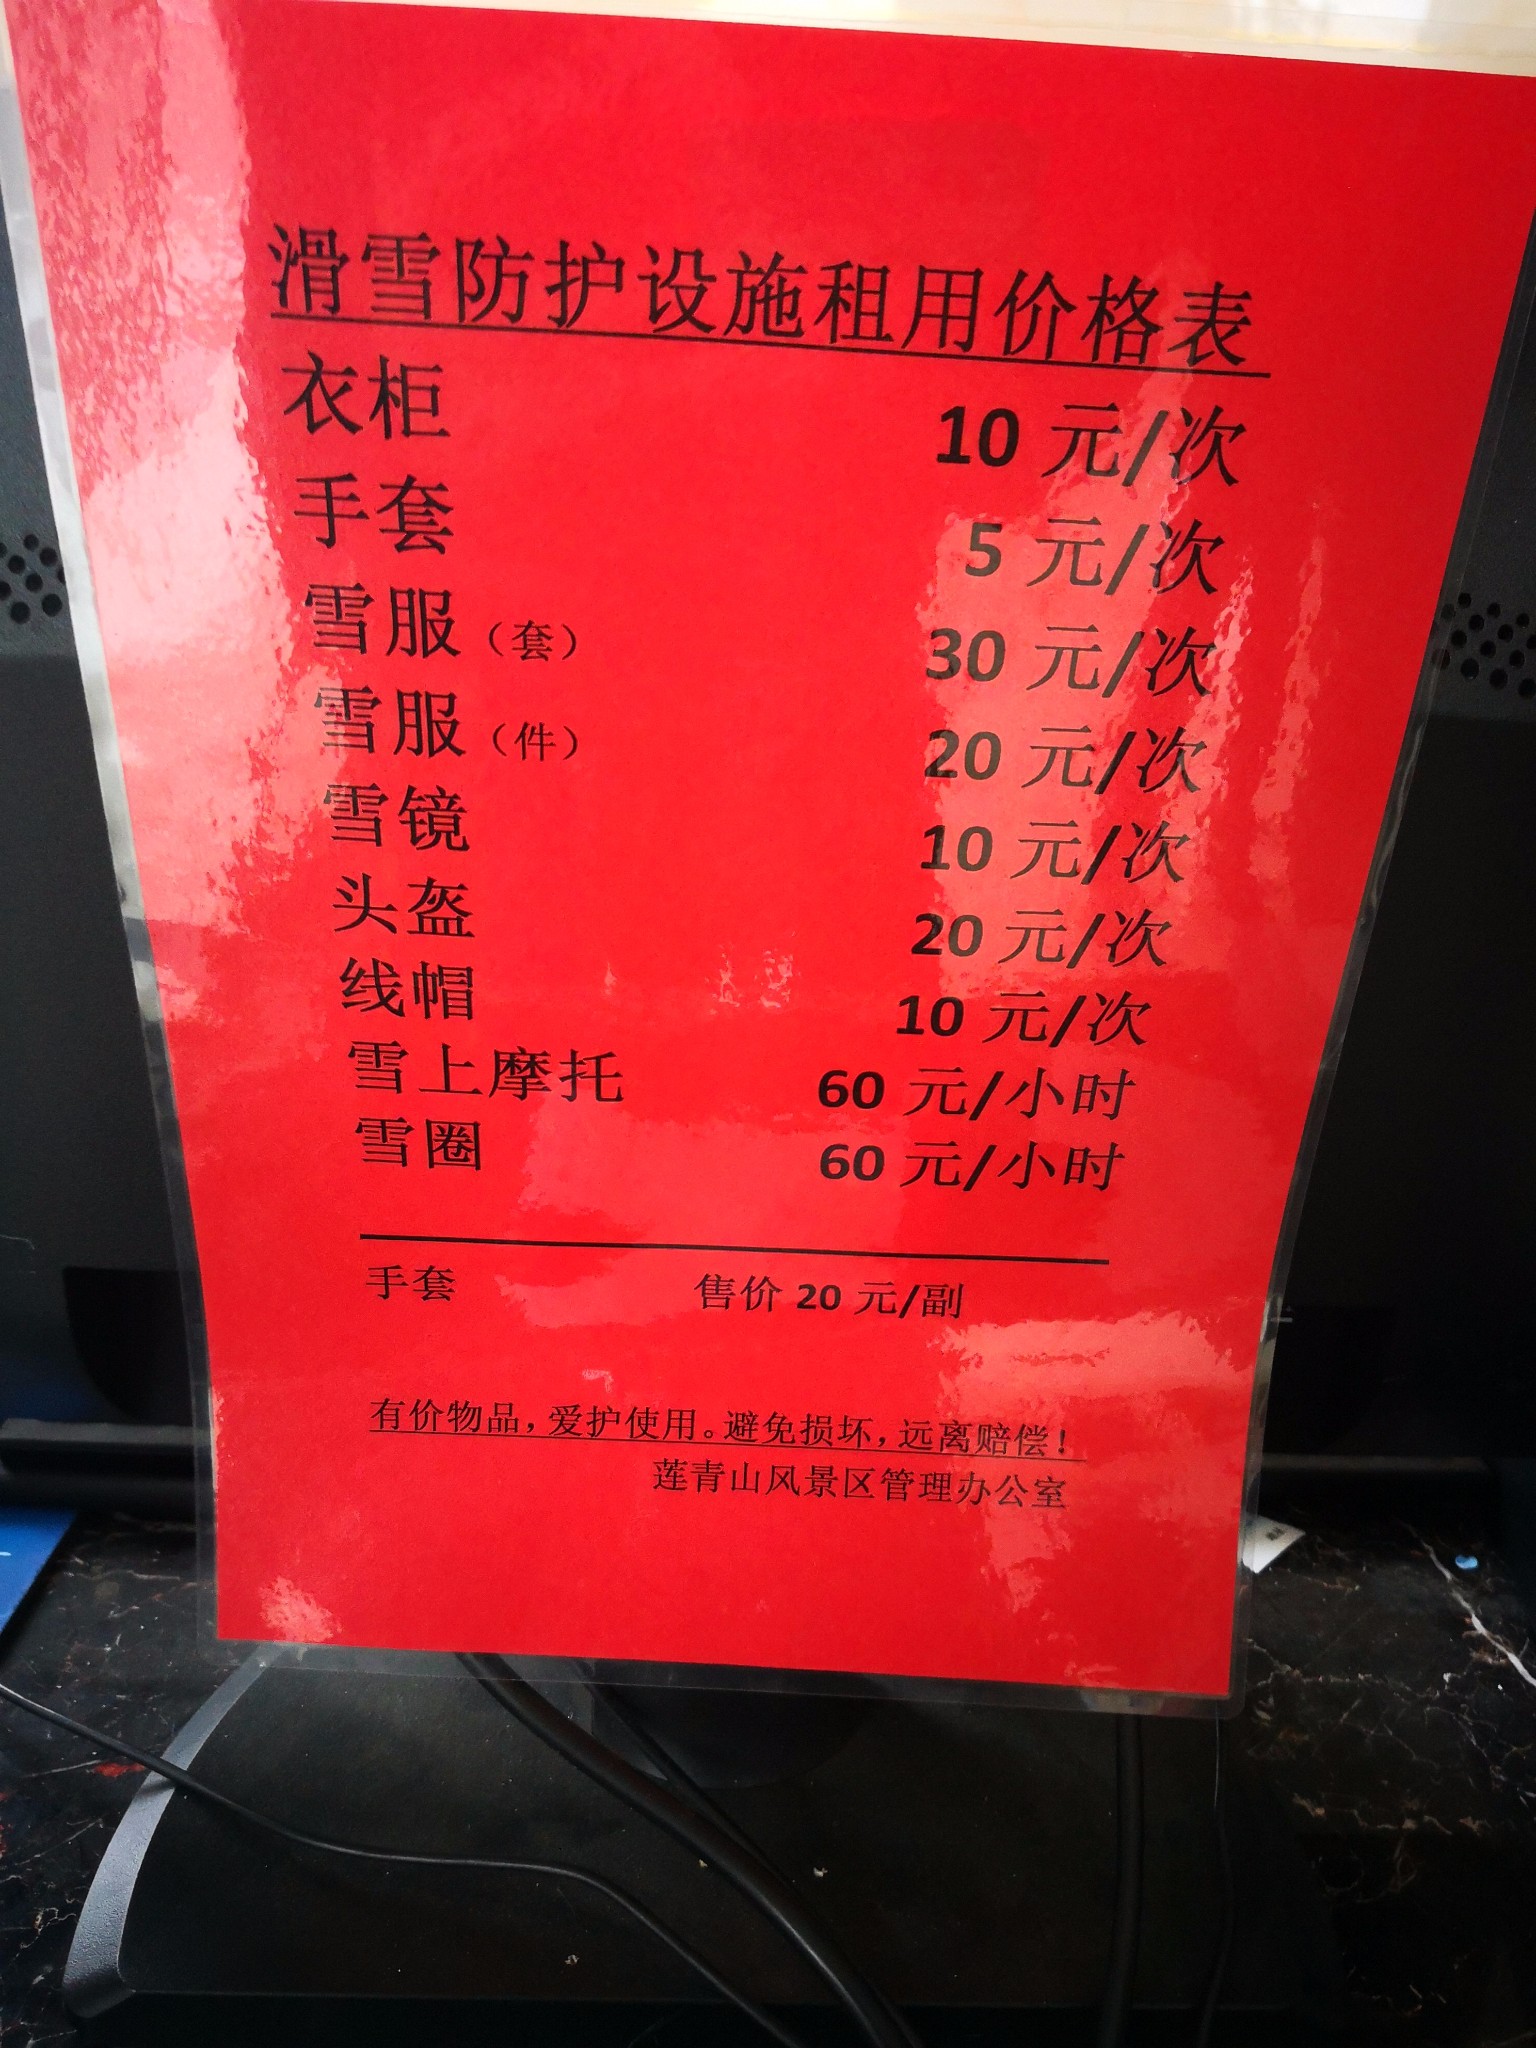 滑雪防护设施租用价格表
衣柜 10 元/次
手套 5 元/次
雪服（套） 30 元/次
雪服（件） 20 元/次
雪镜 10 元/次
头盔 20 元/次
线帽 10 元/次
雪上摩托 60 元/小时
雪圈 60 元/小时
手套 售价 20 元/副
有价物品，爱护使用。避免损坏，远离赔偿！
莲青山风景区管理办公室